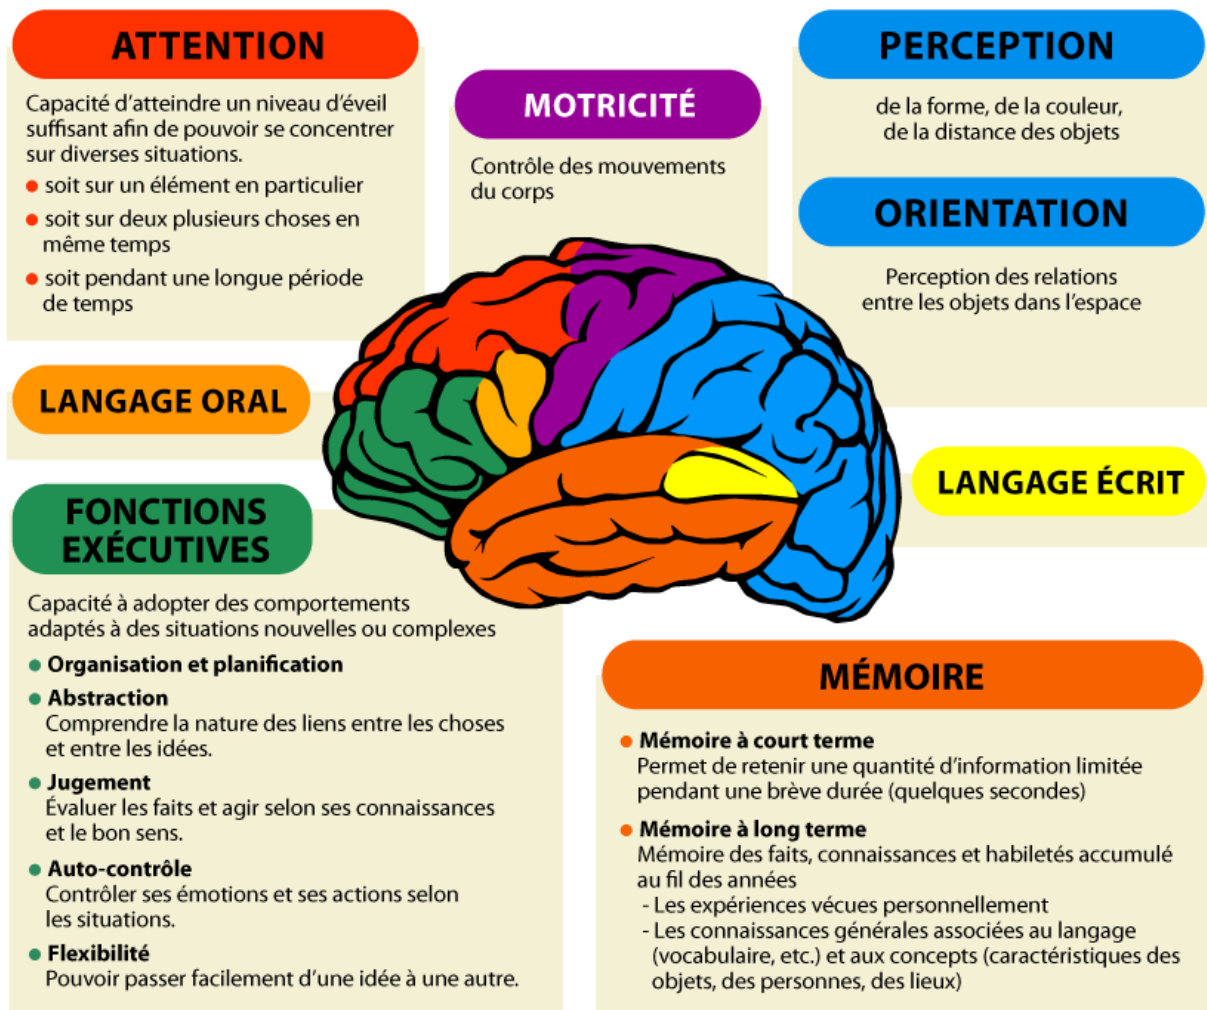 ATTENTION
Capacité d'atteindre un niveau d'éveil
suffisant afin de pouvoir se concentrer
sur diverses situations.
• soit sur un élément en particulier
• soit sur deux plusieurs choses en
même temps
• soit pendant une longue période
de temps
MOTRICITÉ
Contrôle des mouvements
du corps
PERCEPTION
de la forme, de la couleur,
de la distance des objets
ORIENTATION
Perception des relations
entre les objets dans l'espace
LANGAGE ORAL
LANGAGE ÉCRIT
FONCTIONS
EXÉCUTIVES
Capacité à adopter des comportements
adaptés à des situations nouvelles ou complexes
• Organisation et planification
• Abstraction
Comprendre la nature des liens entre les choses
et entre les idées.
• Jugement
Évaluer les faits et agir selon ses connaissances
et le bon sens.
• Auto-contrôle
Contrôler ses émotions et ses actions selon
les situations.
• Flexibilité
Pouvoir passer facilement d'une idée à une autre.
MÉMOIRE
• Mémoire à court terme
Permet de retenir une quantité d'information limitée
pendant une brève durée (quelques secondes)
• Mémoire à long terme
Mémoire des faits, connaissances et habiletés accumulé
au fil des années
- Les expériences vécues personnellement
- Les connaissances générales associées au langage
(vocabulaire, etc.) et aux concepts (caractéristiques des
objets, des personnes, des lieux)